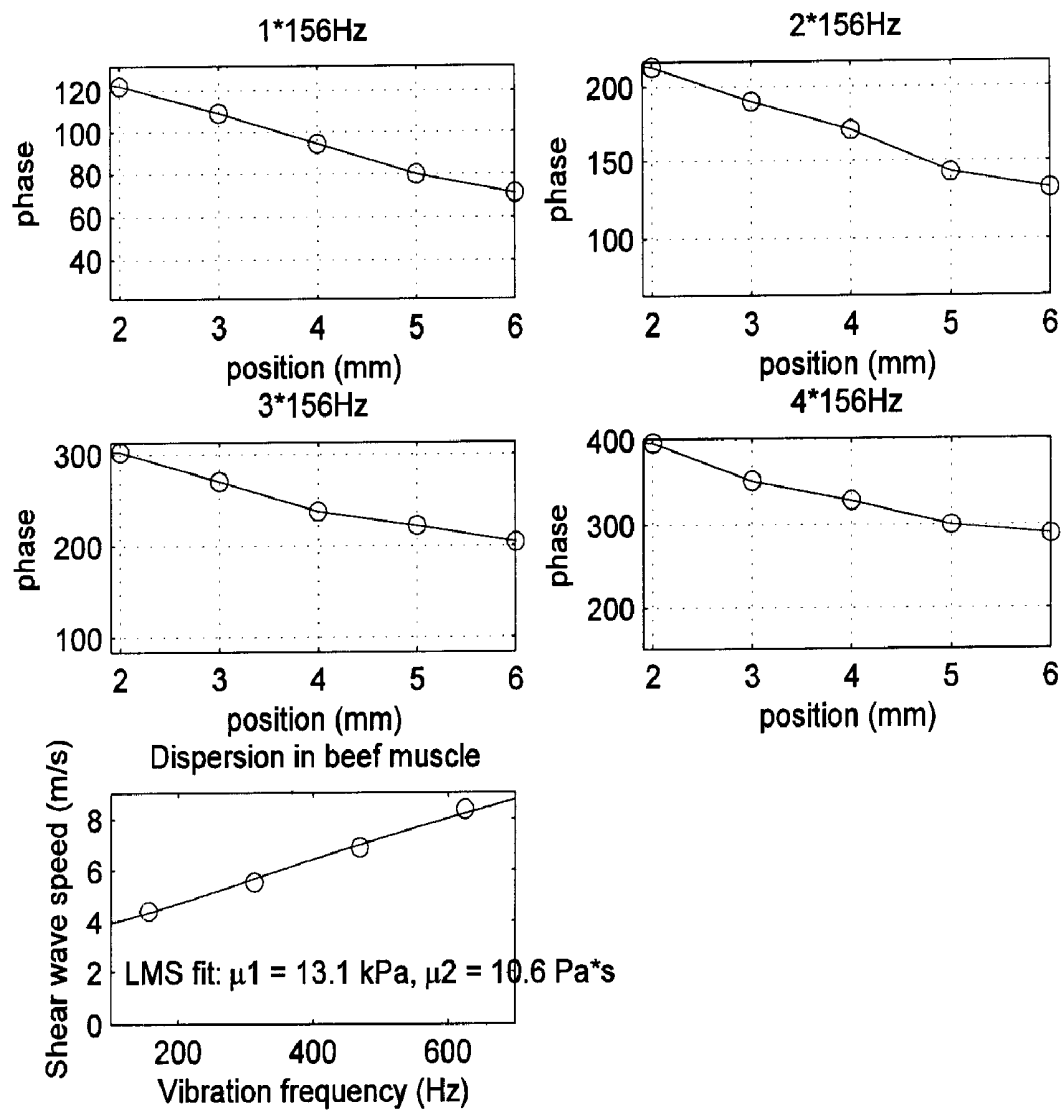 1*156Hz
120
100
80
60
40
phase
2 3 4 5 6
position (mm)
2*156Hz
200
150
100
phase
2 3 4 5 6
position (mm)
3*156Hz
300
200
100
phase
2 3 4 5 6
position (mm)
4*156Hz
400
300
200
phase
2 3 4 5 6
position (mm)
Dispersion in beef muscle
8
6
4
2
0
Shear wave speed (m/s)
LMS fit: μ1 = 13.1 kPa, μ2 = 10.6 Pa*s
200 400 600
Vibration frequency (Hz)